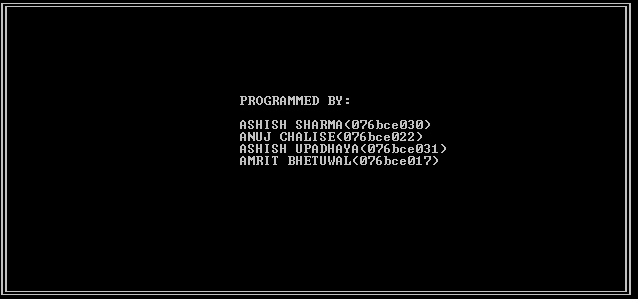 PROGRAMMED BY:
ASHISH SHARMA(076bce030)
ANUJ CHALISE(076bce022)
ASHISH UPADHAYA(076bce031)
AMRIT BHETUWAL(076bce017)